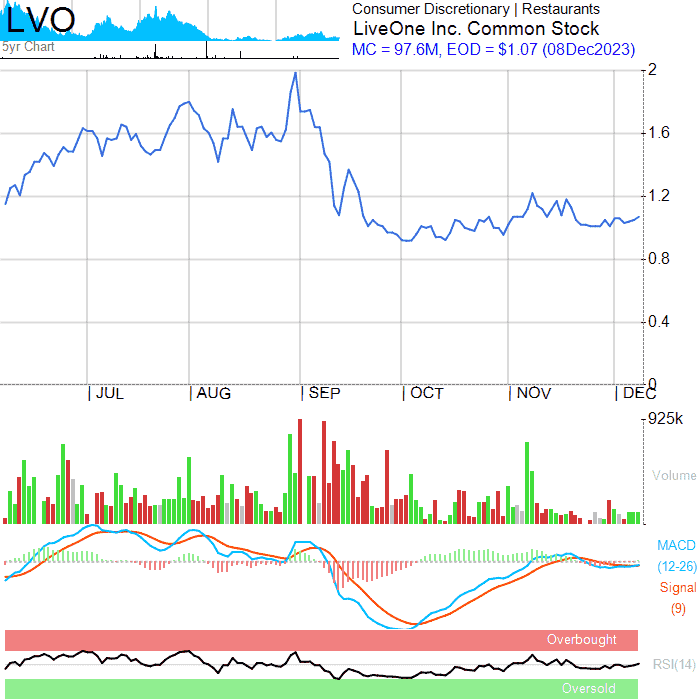 LVO
5yr Chart
Consumer Discretionary | Restaurants
LiveOne Inc. Common Stock
MC = 97.6M, EOD = $1.07 (08Dec2023)
2
1.6
1.2
0.8
0.4
0
JUL AUG SEP OCT NOV DEC
925k
Volume
MACD
(12-26)
Signal
(9)
Overbought
RSI(14)
Oversold